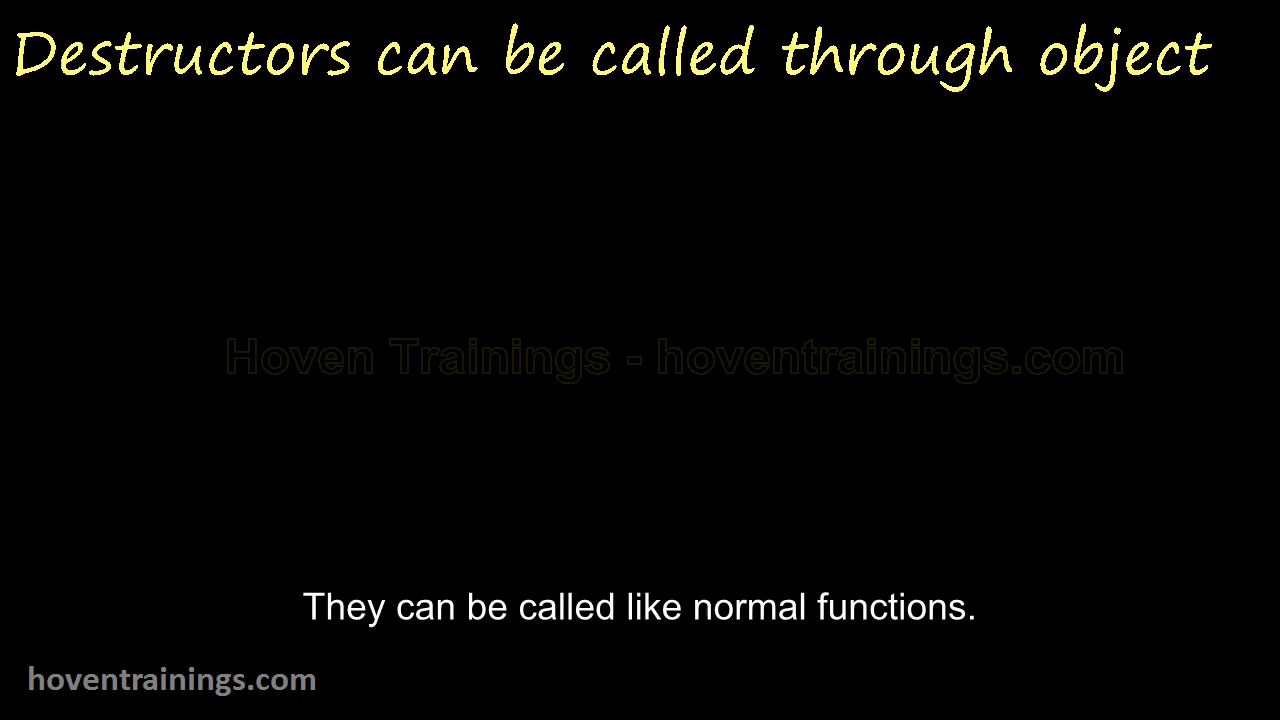 Destructors can be called through object
Hoven Trainings - hoventrainings.com
They can be called like normal functions.
hoventrainings.com